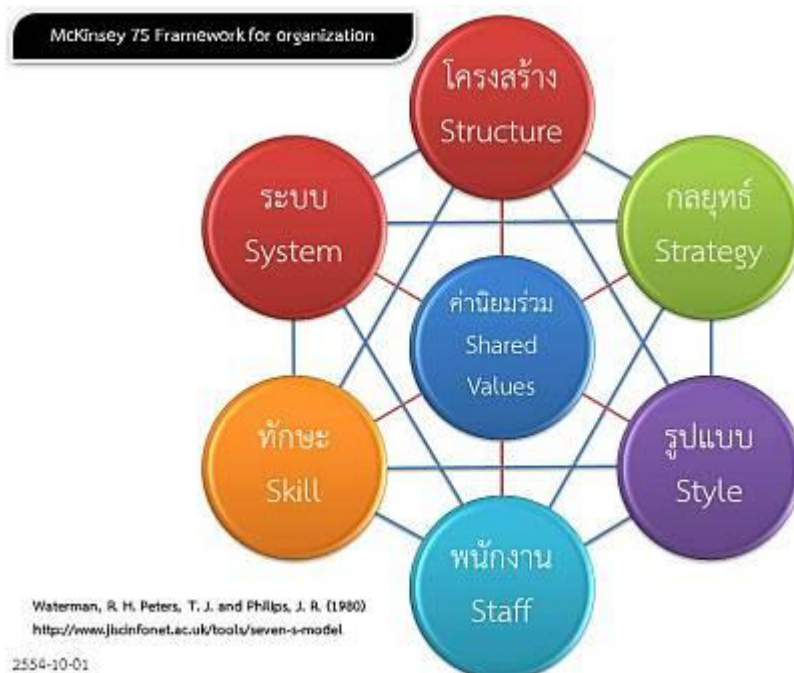 McKinsey 7S Framework for organization
โครงสร้าง
Structure
ระบบ
System
กลยุทธ์
Strategy
ค่านิยมร่วม
Shared
Values
ทักษะ
Skill
รูปแบบ
Style
พนักงาน
Staff
Waterman, R. H. Peters, T. J. and Philips, J. R. (1980)
http://www.jiscinfonet.ac.uk/tools/seven-s-model
2554-10-01